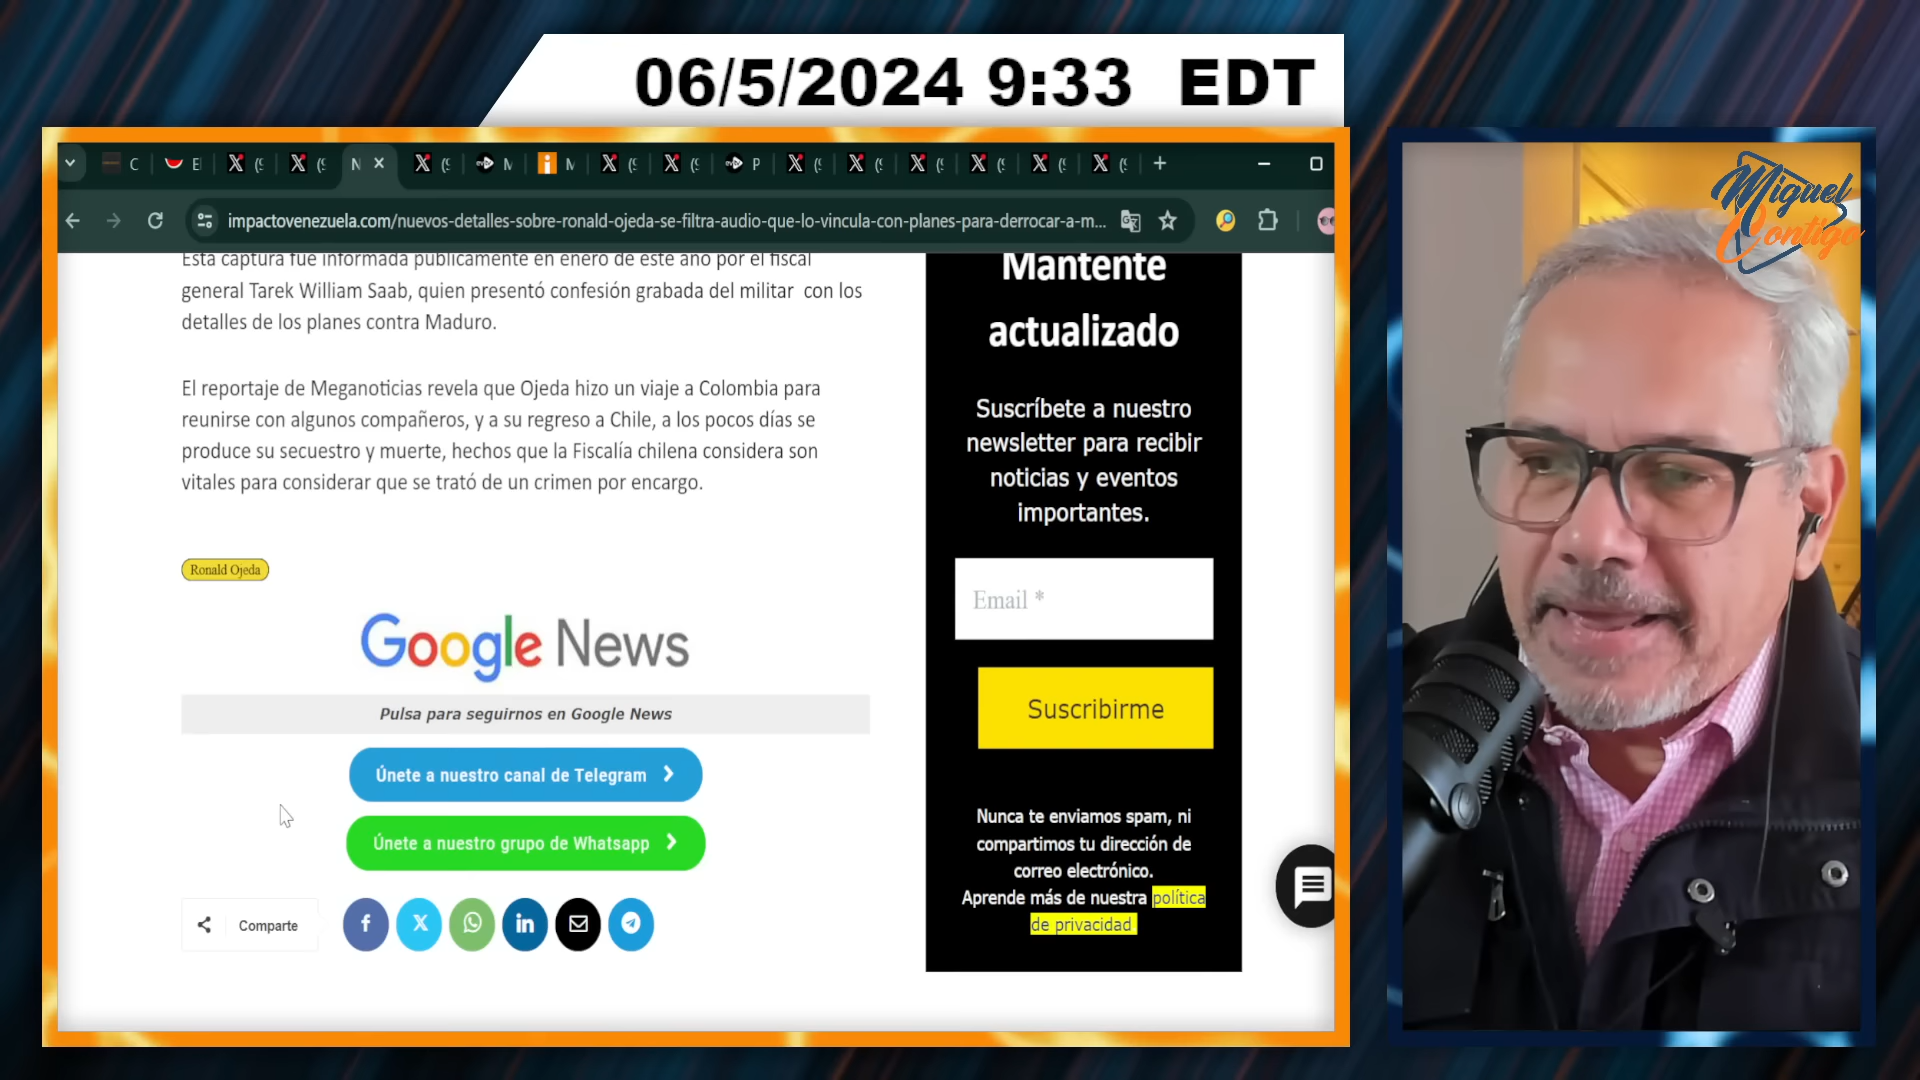 06/5/2024 9:33 EDT
impactovenezuela.com/nuevos-detalles-sobre-ronald-ojeda-se-filtra-audio-que-lo-vincula-con-planes-para-derrocar-a-m...
Esta captura fue informada públicamente en enero de este año por el fiscal
general Tarek William Saab, quien presentó confesión grabada del militar con los
detalles de los planes contra Maduro.
El reportaje de Meganoticias revela que Ojeda hizo un viaje a Colombia para
reunirse con algunos compañeros, y a su regreso a Chile, a los pocos días se
produce su secuestro y muerte, hechos que la Fiscalía chilena considera son
vitales para considerar que se trató de un crimen por encargo.
Ronald Ojeda
Google News
Pulsa para seguirnos en Google News
Únete a nuestro canal de Telegram
Únete a nuestro grupo de Whatsapp
Comparte
Mantente
actualizado
Suscríbete a nuestro
newsletter para recibir
noticias y eventos
importantes.
Email *
Suscribirme
Nunca te enviamos spam, ni
compartimos tu dirección de
correo electrónico.
Aprende más de nuestra política
de privacidad
Miguel
Contigo